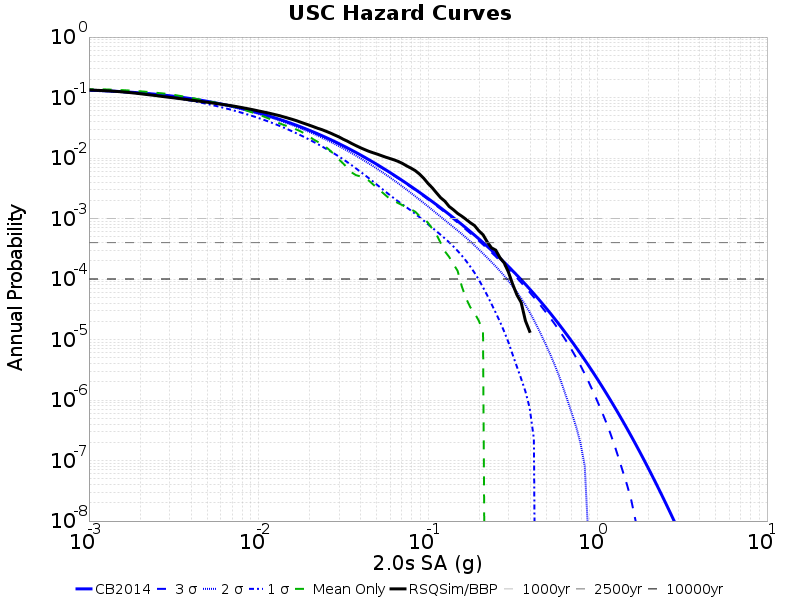 USC Hazard Curves
10^0
10^-1
10^-2
10^-3
10^-4
10^-5
10^-6
10^-7
10^-8
Annual Probability
10^-3 10^-2 10^-1 10^0 10^1
2.0s SA (g)
CB2014 3 σ 2 σ 1 σ Mean Only RSQSim/BBP 1000yr 2500yr 10000yr